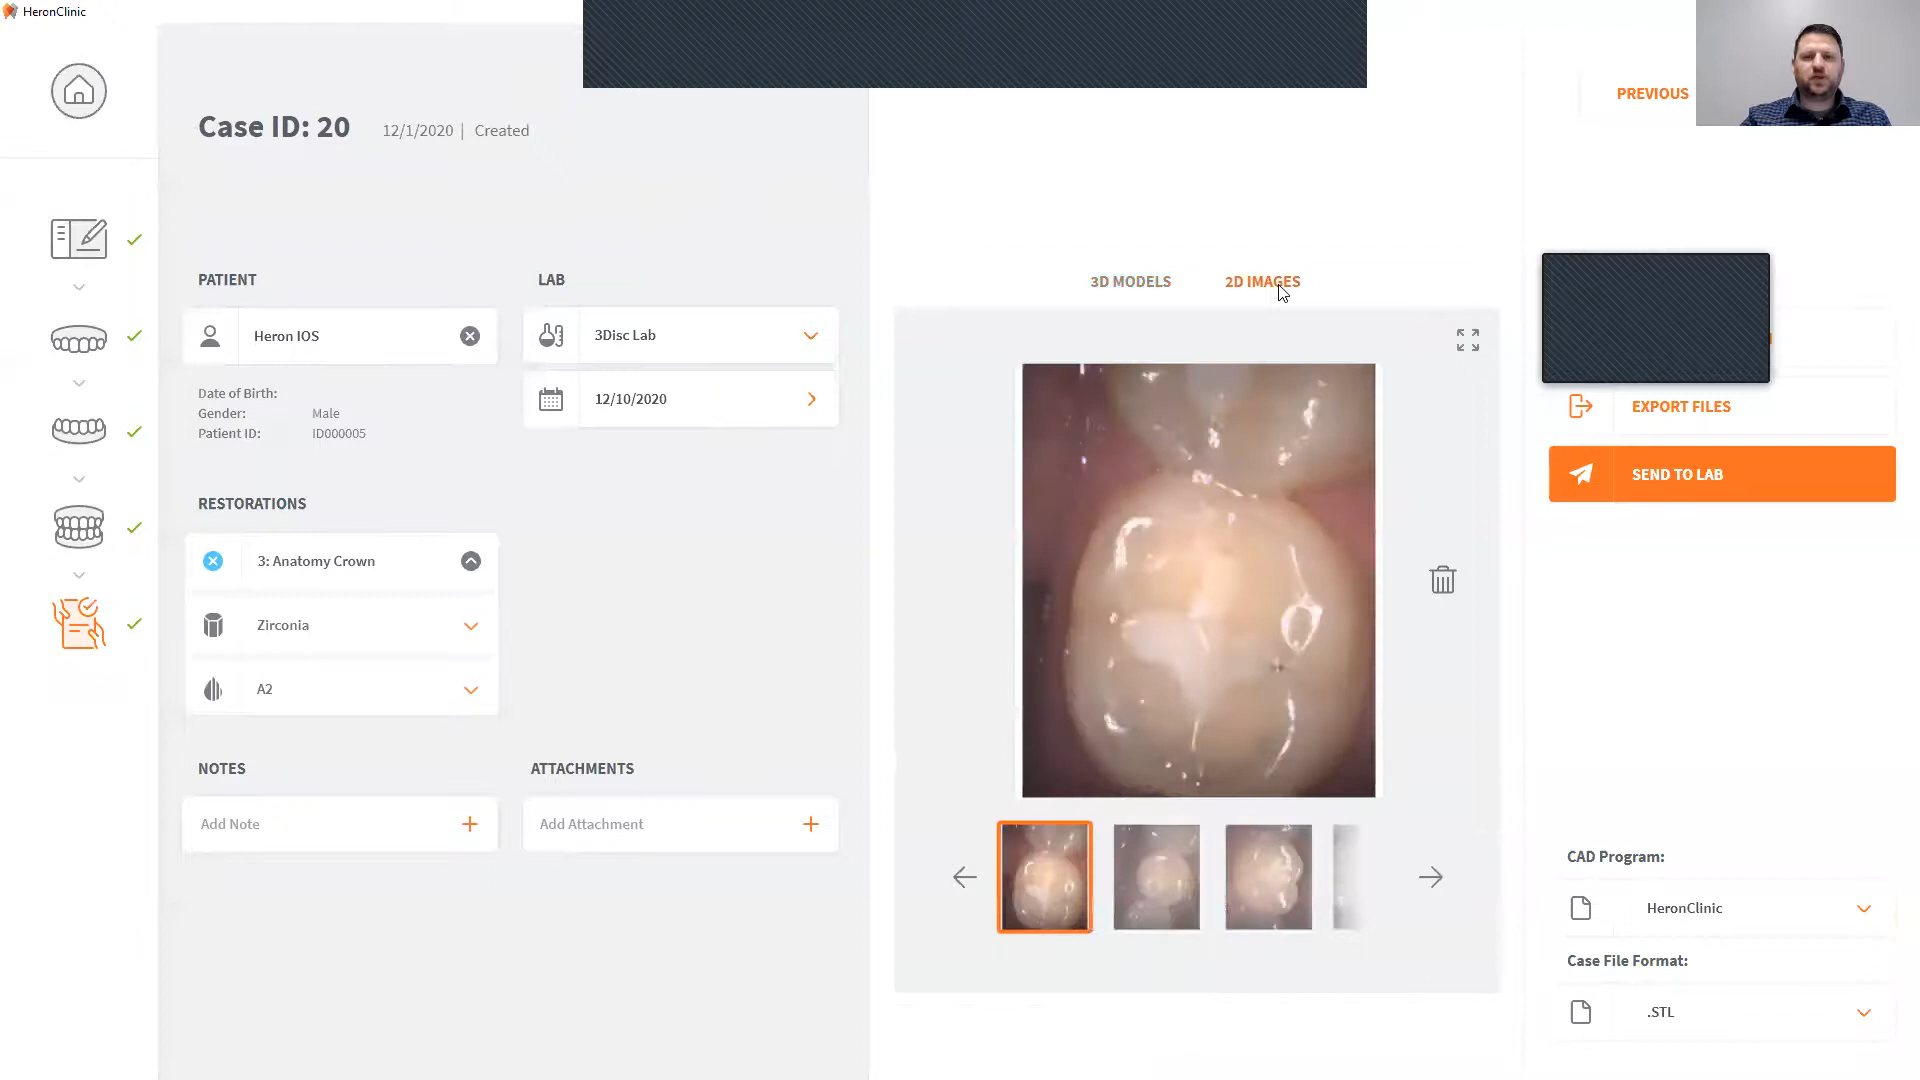 HeronClinic
Case ID: 20
12/1/2020 | Created
PREVIOUS
PATIENT
Heron IOS
Date of Birth:
Gender: Male
Patient ID: ID000005
LAB
3Disc Lab
12/10/2020
RESTORATIONS
3: Anatomy Crown
Zirconia
A2
NOTES
Add Note
ATTACHMENTS
Add Attachment
3D MODELS
2D IMAGES
EXPORT FILES
SEND TO LAB
CAD Program:
HeronClinic
Case File Format:
.STL